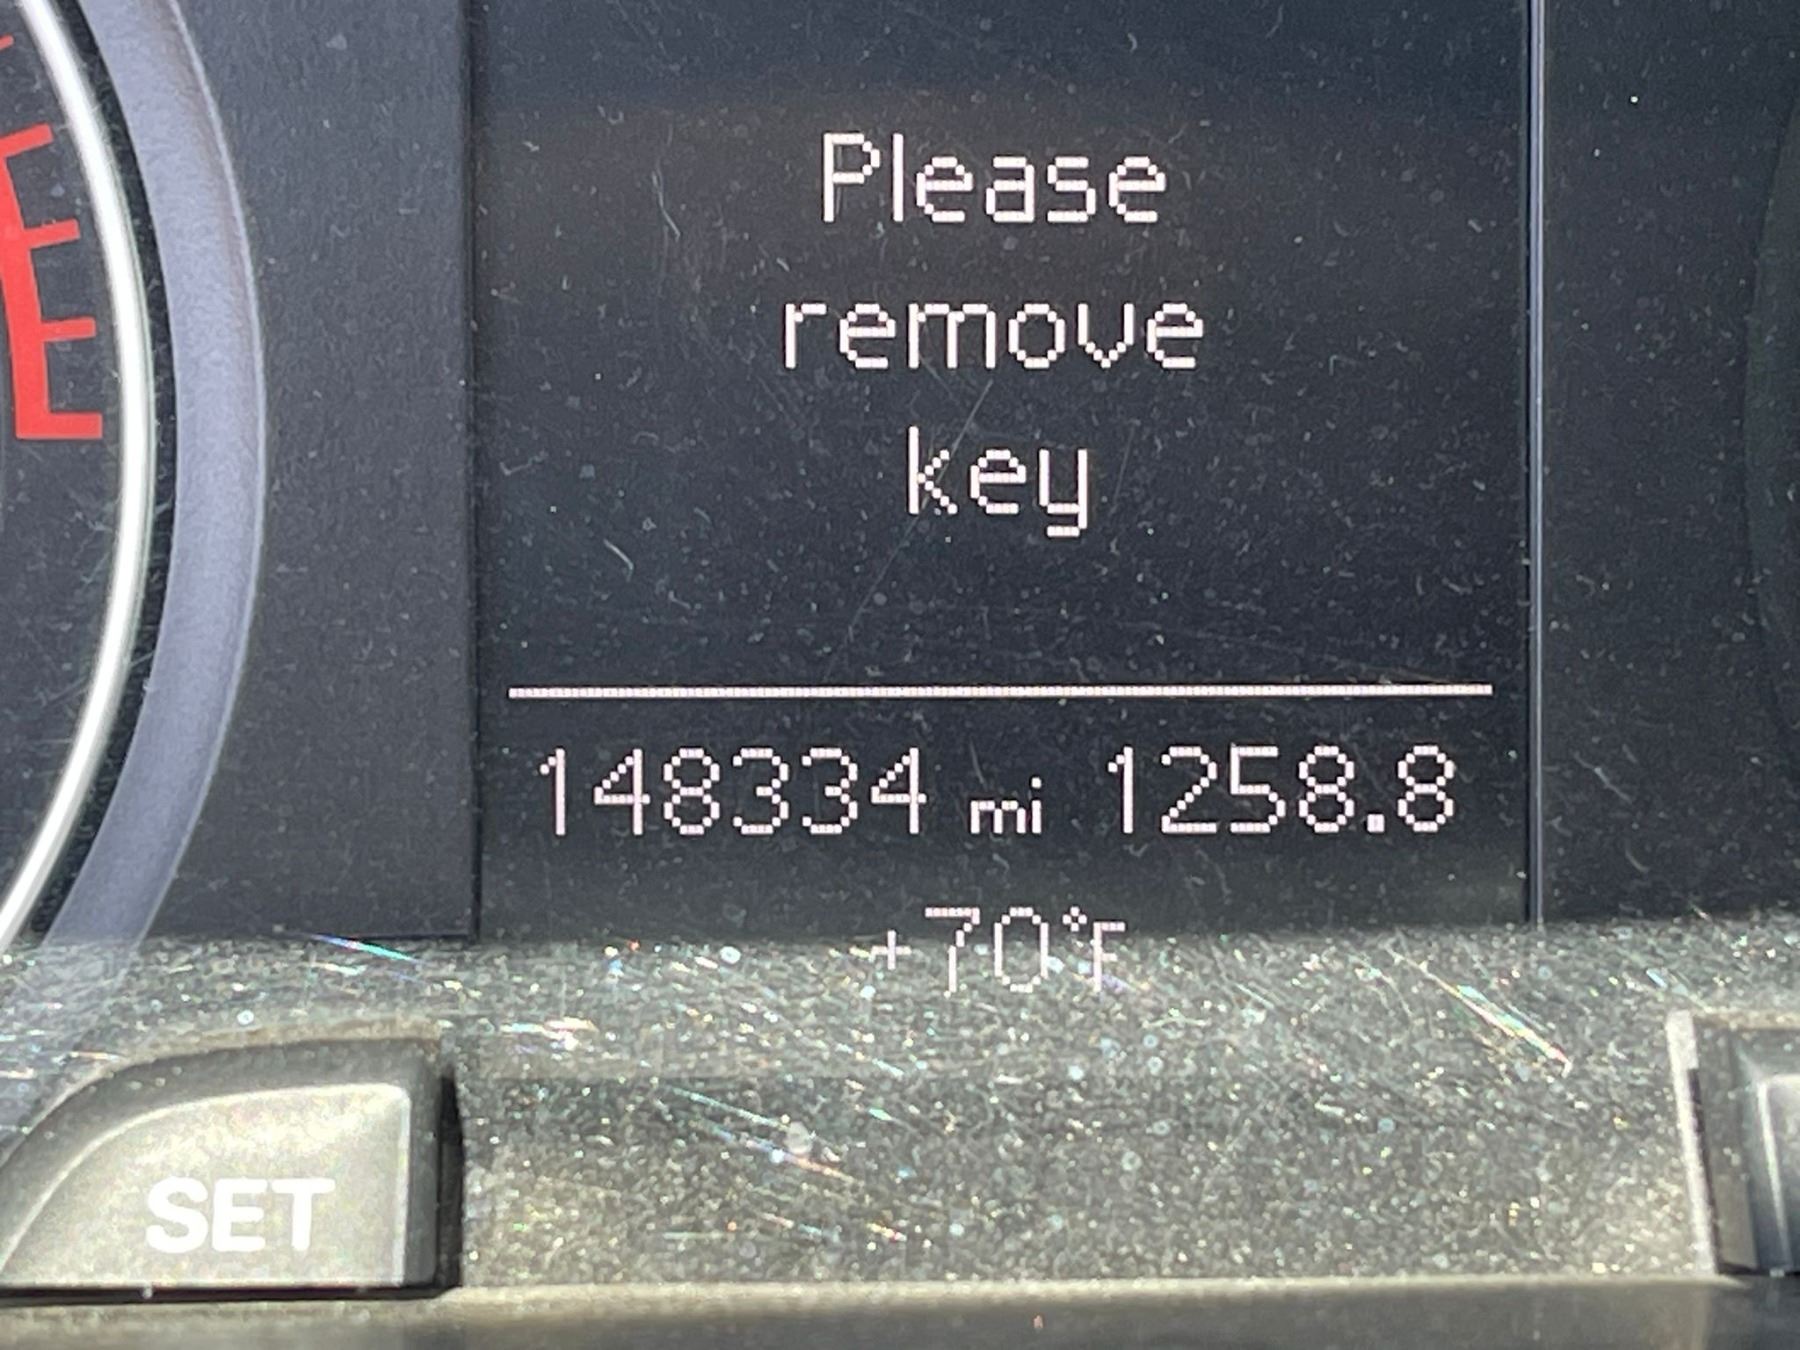 Please
remove
key
148334 mi 1258.8
+70°F
SET